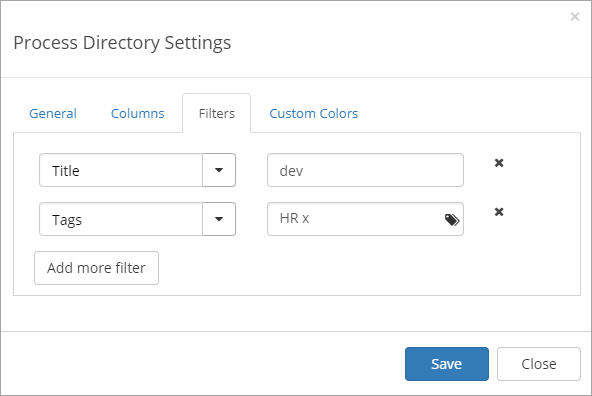 ×
Process Directory Settings
General Columns Filters Custom Colors
Title dev
Tags HR x
Add more filter
Save Close